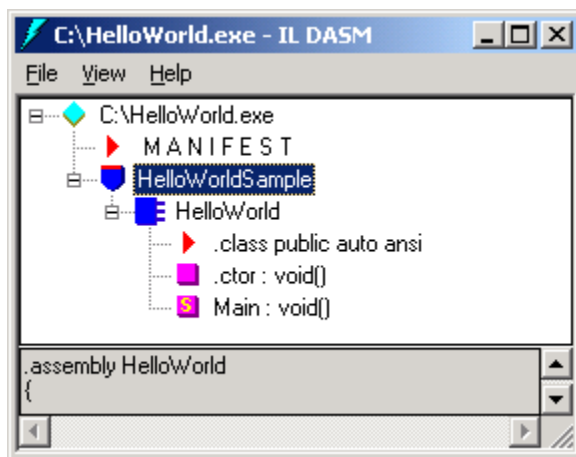 C:\HelloWorld.exe - IL DASM
File View Help
C:\HelloWorld.exe
M A N I F E S T
HelloWorldSample
HelloWorld
.class public auto ansi
.ctor : void()
S Main : void()
.assembly HelloWorld
{